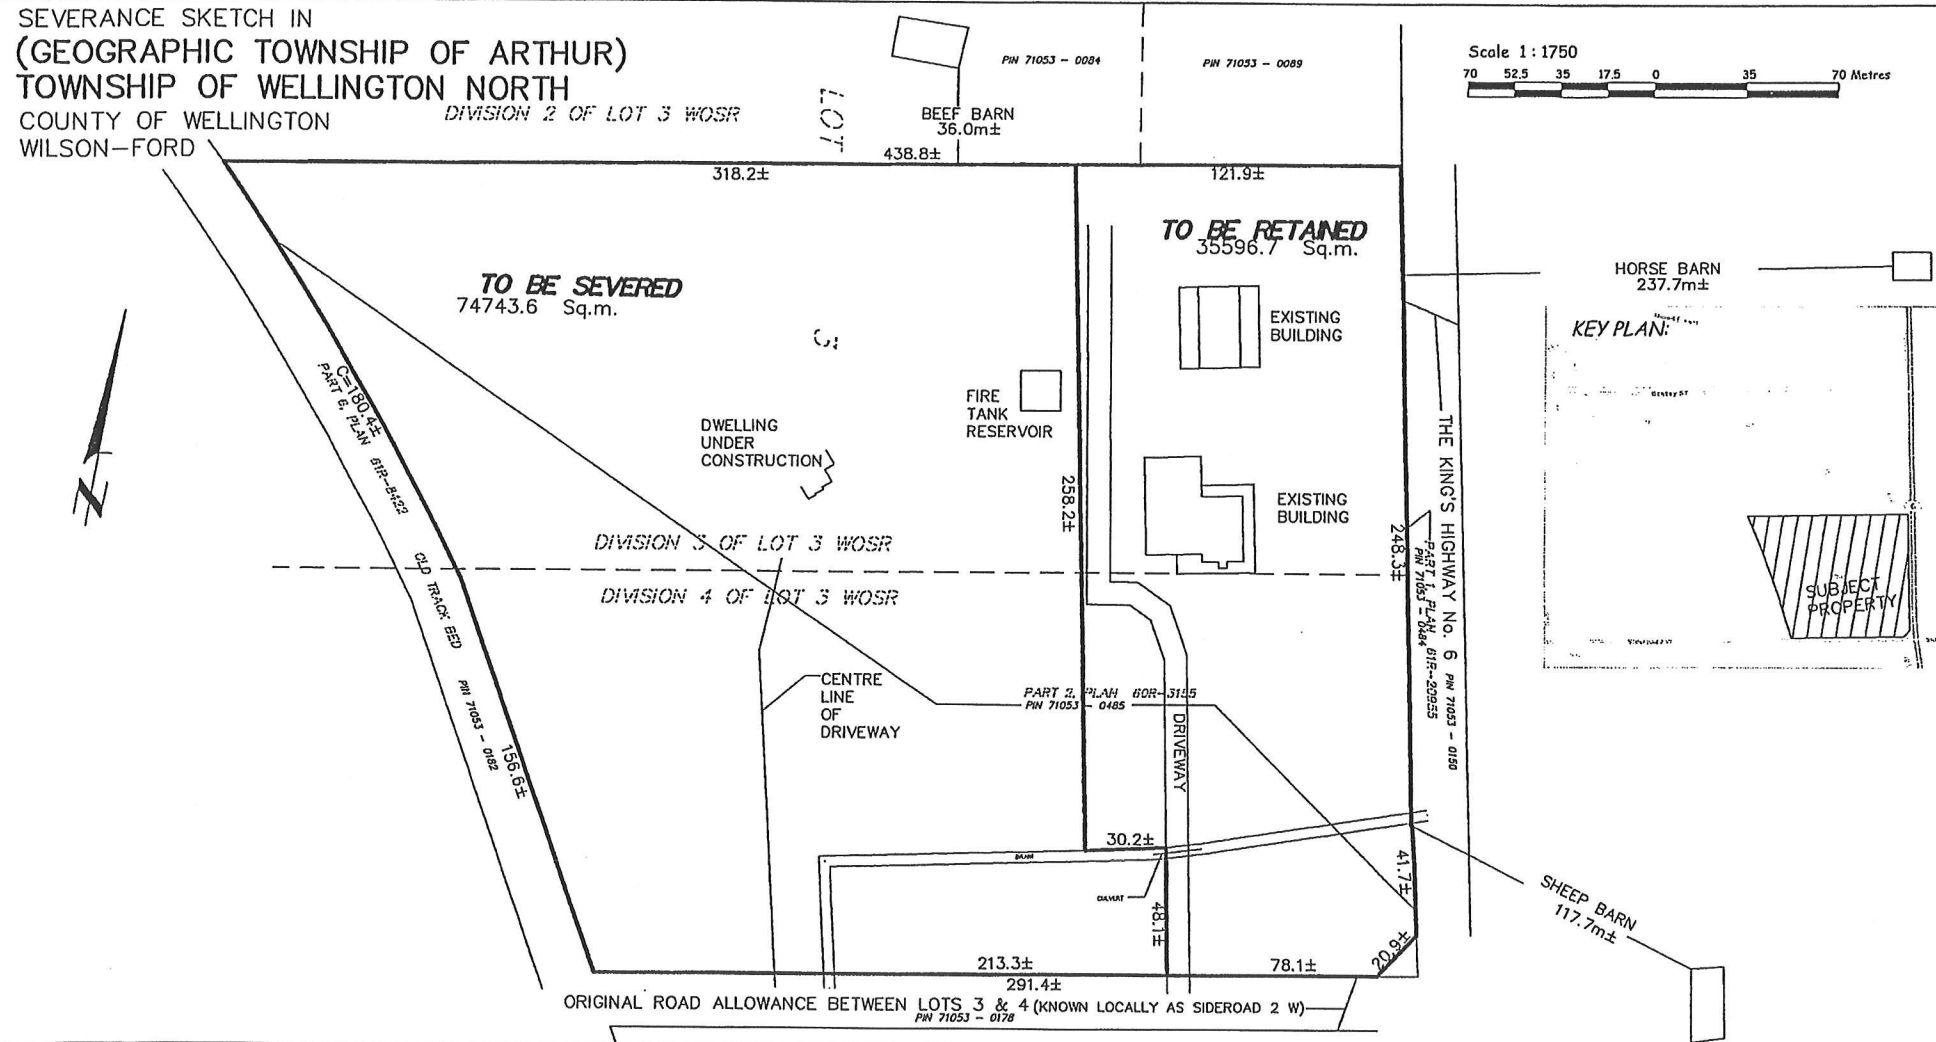 SEVERANCE SKETCH IN
(GEOGRAPHIC TOWNSHIP OF ARTHUR)
TOWNSHIP OF WELLINGTON NORTH
COUNTY OF WELLINGTON
WILSON-FORD
DIVISION 2 OF LOT 3 WOSR
LOT
BEEF BARN
36.0m±
PIN 71053 - 0084
PIN 71053 - 0089
Scale 1 : 1750
70 52.5 35 17.5 0 35 70 Metres
438.8±
318.2±
121.9±
TO BE RETAINED
35596.7 Sq.m.
TO BE SEVERED
74743.6 Sq.m.
HORSE BARN
237.7m±
KEY PLAN:
EXISTING
BUILDING
FIRE
TANK
RESERVOIR
DWELLING
UNDER
CONSTRUCTION
C=180.4±
PART 6, PLAN 61R-8422
N
258.2±
EXISTING
BUILDING
248.3±
THE KING'S HIGHWAY No. 6 PIN 71053 - 0150
PART 1, PLAN 61R-20955
PIN 71053 - 0484
DIVISION 3 OF LOT 3 WOSR
DIVISION 4 OF LOT 3 WOSR
OLD TRACK BED PIN 71053 - 0182
156.6±
SUBJECT
PROPERTY
CENTRE
LINE
OF
DRIVEWAY
PART 2, PLAN 60R-3155
PIN 71053 - 0485
DRIVEWAY
30.2±
DRAIN
CULVERT
48.1±
41.7±
20.9±
SHEEP BARN
117.7m±
213.3±
78.1±
291.4±
ORIGINAL ROAD ALLOWANCE BETWEEN LOTS 3 & 4 (KNOWN LOCALLY AS SIDEROAD 2 W)
PIN 71053 - 0178